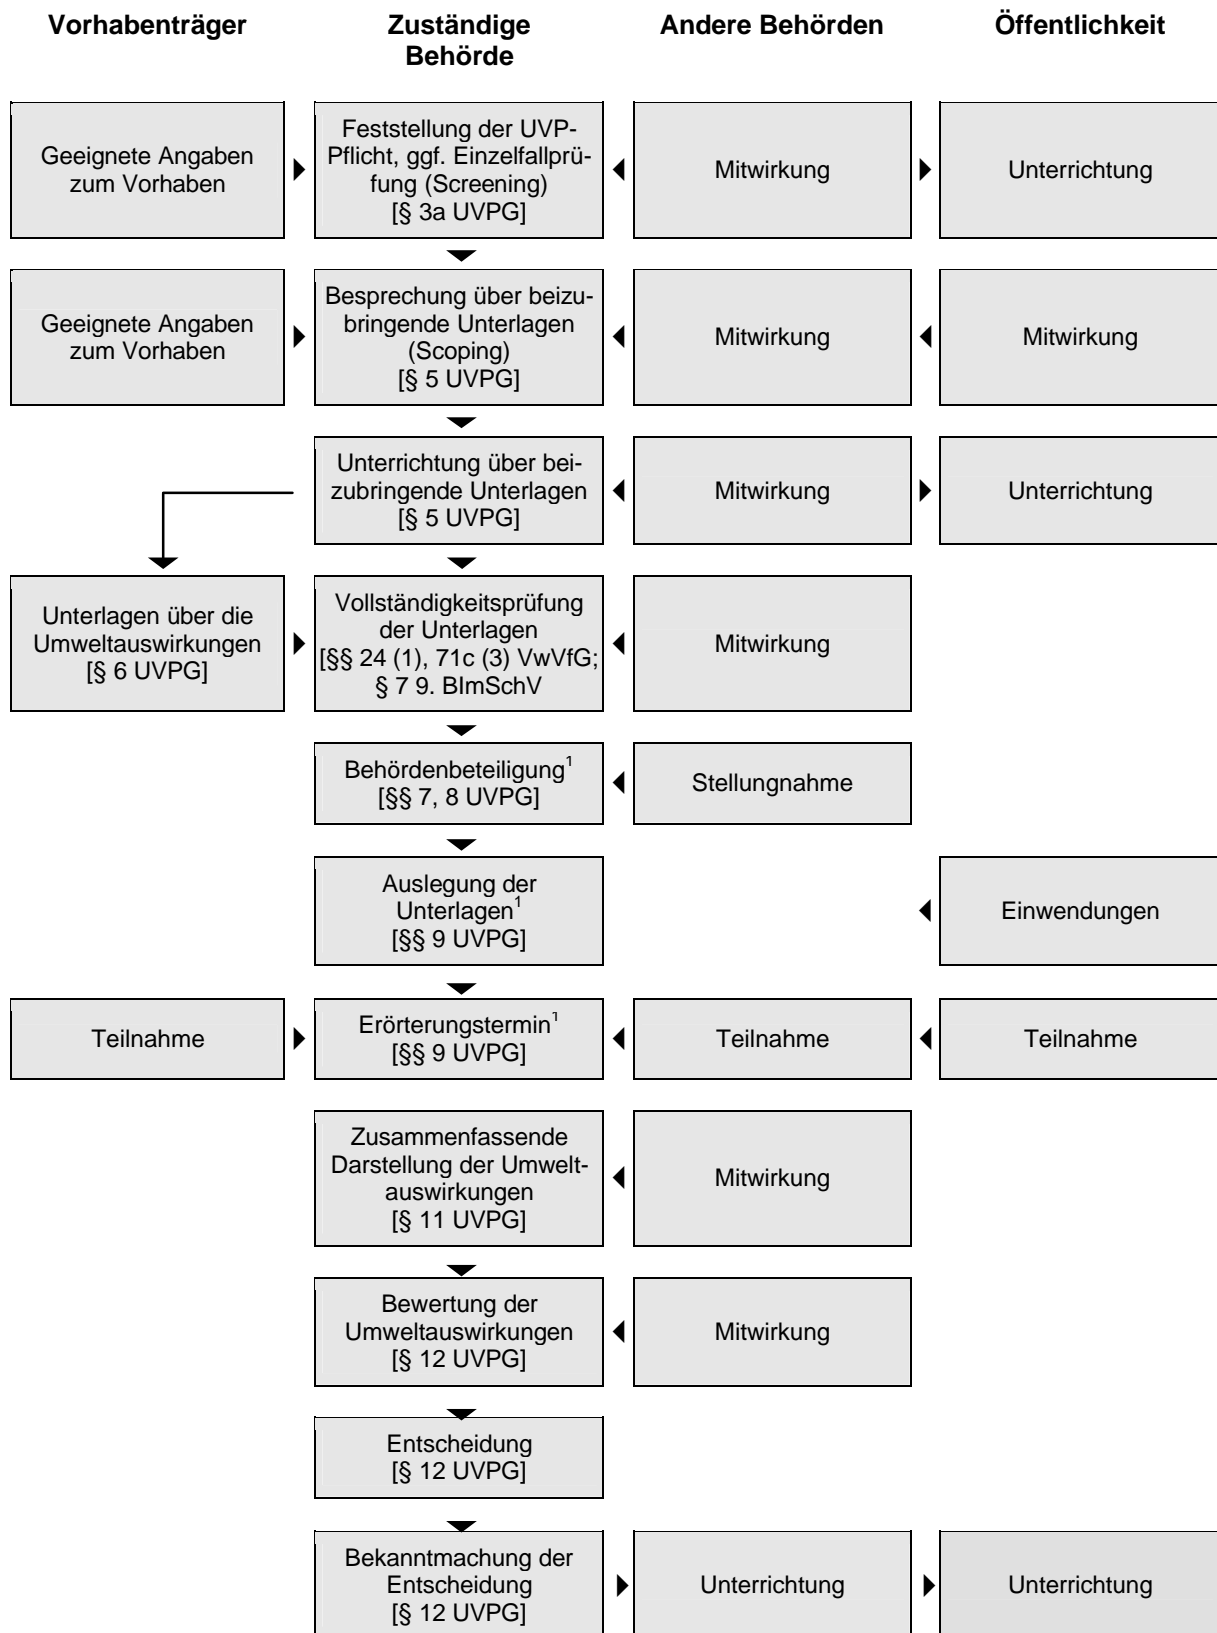 Vorhabenträger
Zuständige
Behörde
Andere Behörden
Öffentlichkeit
Geeignete Angaben
zum Vorhaben
Feststellung der UVP-
Pflicht, ggf. Einzelfallprü-
fung (Screening)
[§ 3a UVPG]
Mitwirkung
Unterrichtung
Geeignete Angaben
zum Vorhaben
Besprechung über beizu-
bringende Unterlagen
(Scoping)
[§ 5 UVPG]
Mitwirkung
Mitwirkung
Unterrichtung über bei-
zubringende Unterlagen
[§ 5 UVPG]
Mitwirkung
Unterrichtung
Unterlagen über die
Umweltauswirkungen
[§ 6 UVPG]
Vollständigkeitsprüfung
der Unterlagen
[§§ 24 (1), 71c (3) VwVfG;
§ 7 9. BImSchV
Mitwirkung
Behördenbeteiligung¹
[§§ 7, 8 UVPG]
Stellungnahme
Auslegung der
Unterlagen¹
[§§ 9 UVPG]
Einwendungen
Teilnahme
Erörterungstermin¹
[§§ 9 UVPG]
Teilnahme
Teilnahme
Zusammenfassende
Darstellung der Umwelt-
auswirkungen
[§ 11 UVPG]
Mitwirkung
Bewertung der
Umweltauswirkungen
[§ 12 UVPG]
Mitwirkung
Entscheidung
[§ 12 UVPG]
Bekanntmachung der
Entscheidung
[§ 12 UVPG]
Unterrichtung
Unterrichtung